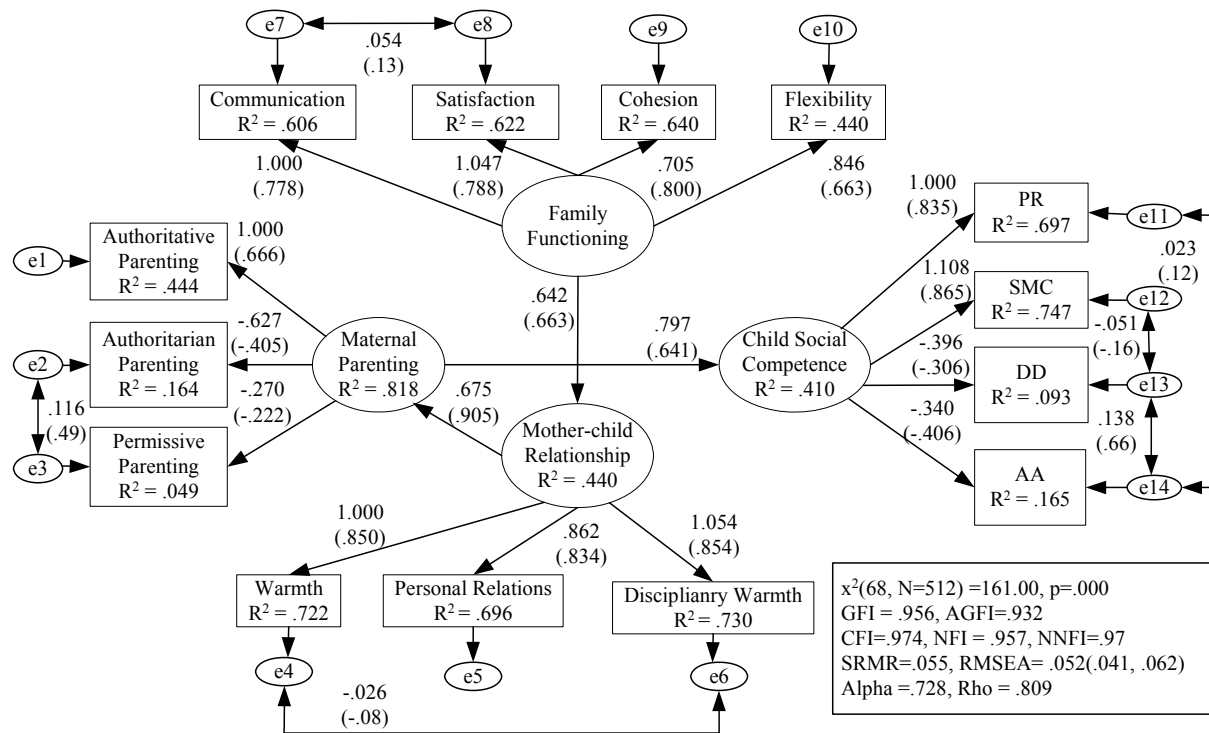 e7
e8
e9
e10
.054
(.13)
Communication
R² = .606
Satisfaction
R² = .622
Cohesion
R² = .640
Flexibility
R² = .440
1.000
(.778)
1.047
(.788)
.705
(.800)
.846
(.663)
Family
Functioning
1.000
(.835)
PR
R² = .697
e11
.023
(.12)
e1
Authoritative
Parenting
R² = .444
1.000
(.666)
.642
(.663)
1.108
(.865)
SMC
R² = .747
e12
-.051
(-.16)
e2
Authoritarian
Parenting
R² = .164
-.627
(-.405)
Maternal
Parenting
R² = .818
.797
(.641)
Child Social
Competence
R² = .410
-.396
(-.306)
DD
R² = .093
e13
.116
(.49)
-.270
(-.222)
.675
(.905)
-.340
(-.406)
.138
(.66)
e3
Permissive
Parenting
R² = .049
Mother-child
Relationship
R² = .440
AA
R² = .165
e14
1.000
(.850)
.862
(.834)
1.054
(.854)
Warmth
R² = .722
Personal Relations
R² = .696
Disciplianry Warmth
R² = .730
e4
e5
e6
-.026
(-.08)
x²(68, N=512) =161.00, p=.000
GFI = .956, AGFI=.932
CFI=.974, NFI = .957, NNFI=.97
SRMR=.055, RMSEA= .052(.041, .062)
Alpha =.728, Rho = .809